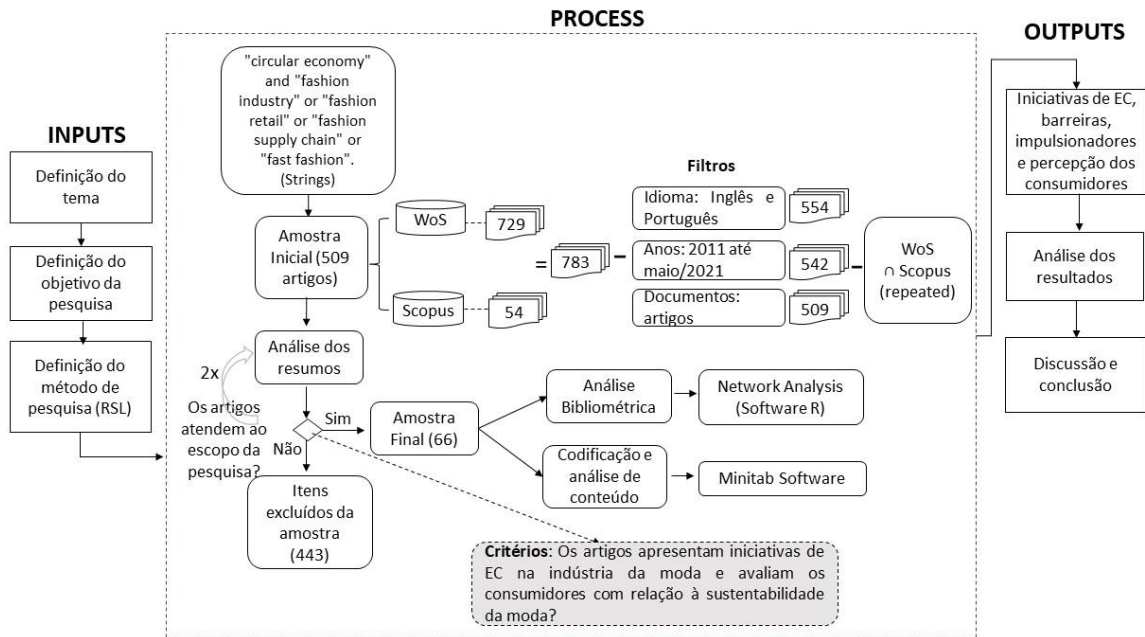 PROCESS
INPUTS
Definição do
tema
Definição do
objetivo da
pesquisa
Definição do
método de
pesquisa (RSL)
"circular economy"
and "fashion
industry" or "fashion
retail" or "fashion
supply chain" or
"fast fashion".
(Strings)
Amostra
Inicial (509
artigos)
WoS
729
Scopus
54
= 783 –
Filtros
Idioma: Inglês e
Português
554
Anos: 2011 até
maio/2021
542 –
Documentos:
artigos
509
WoS
∩ Scopus
(repeated)
Análise dos
resumos
2x
Os artigos
atendem ao
escopo da
pesquisa?
Sim
Não
Amostra
Final (66)
Itens
excluídos da
amostra
(443)
Análise
Bibliométrica
Network Analysis
(Software R)
Codificação e
análise de
conteúdo
Minitab Software
Critérios: Os artigos apresentam iniciativas de
EC na indústria da moda e avaliam os
consumidores com relação à sustentabilidade
da moda?
OUTPUTS
Iniciativas de EC,
barreiras,
impulsionadores
e percepção dos
consumidores
Análise dos
resultados
Discussão e
conclusão